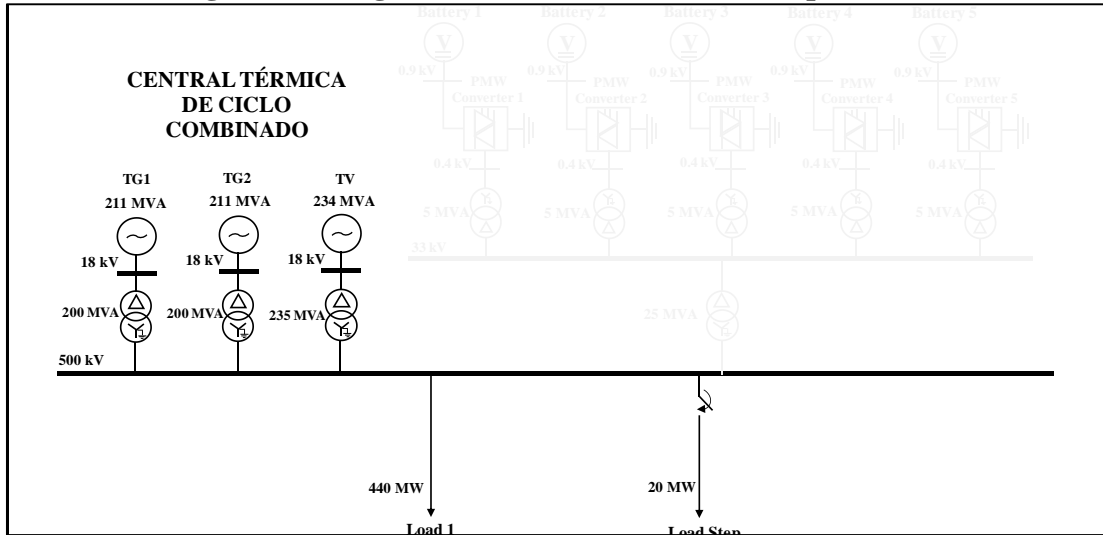 Battery 1 Battery 2 Battery 3 Battery 4 Battery 5
V V V V V
0.9 kV 0.9 kV 0.9 kV 0.9 kV 0.9 kV
PMW PMW PMW PMW PMW
Converter 1 Converter 2 Converter 3 Converter 4 Converter 5
0.4 kV 0.4 kV 0.4 kV 0.4 kV 0.4 kV
5 MVA 5 MVA 5 MVA 5 MVA 5 MVA
33 kV
25 MVA
CENTRAL TÉRMICA
DE CICLO
COMBINADO
TG1 TG2 TV
211 MVA 211 MVA 234 MVA
18 kV 18 kV 18 kV
200 MVA 200 MVA 235 MVA
500 kV
440 MW 20 MW
Load 1 Load Step